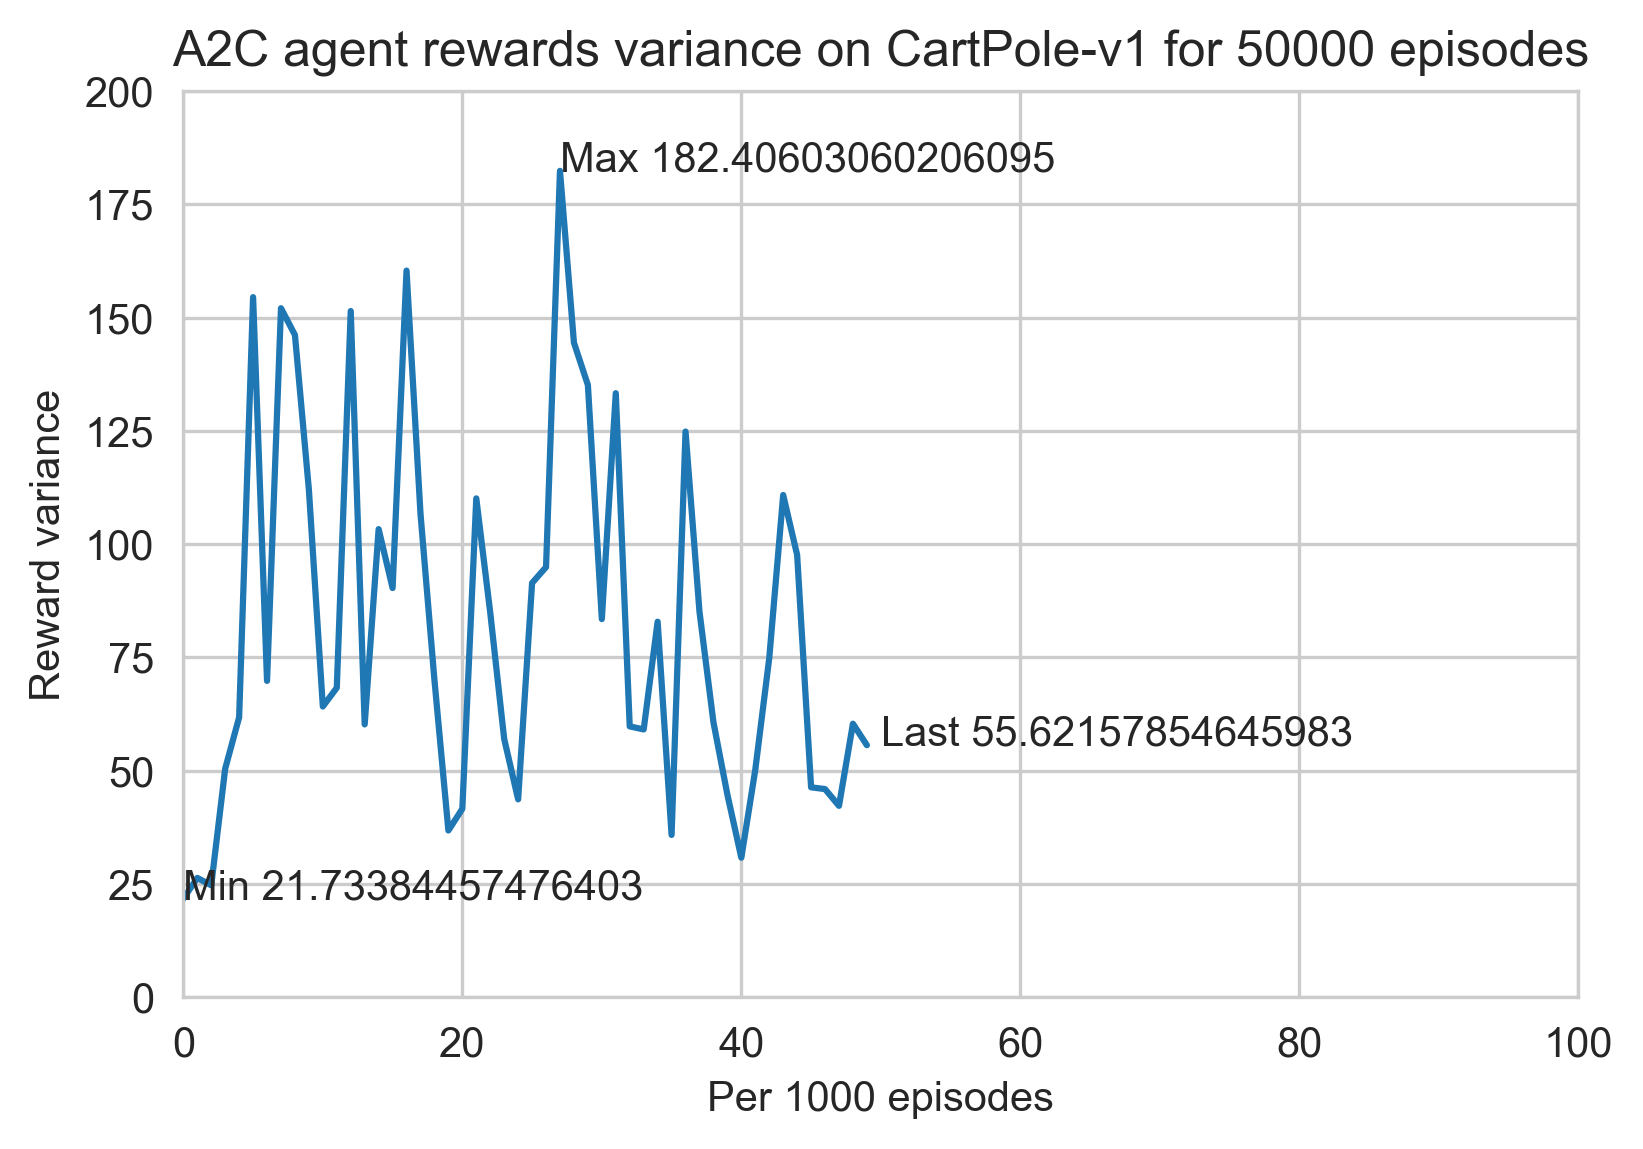 A2C agent rewards variance on CartPole-v1 for 50000 episodes
200
175
150
125
100
75
50
25
0
Reward variance
Max 182.40603060206095
Last 55.62157854645983
Min 21.73384457476403
0 20 40 60 80 100
Per 1000 episodes